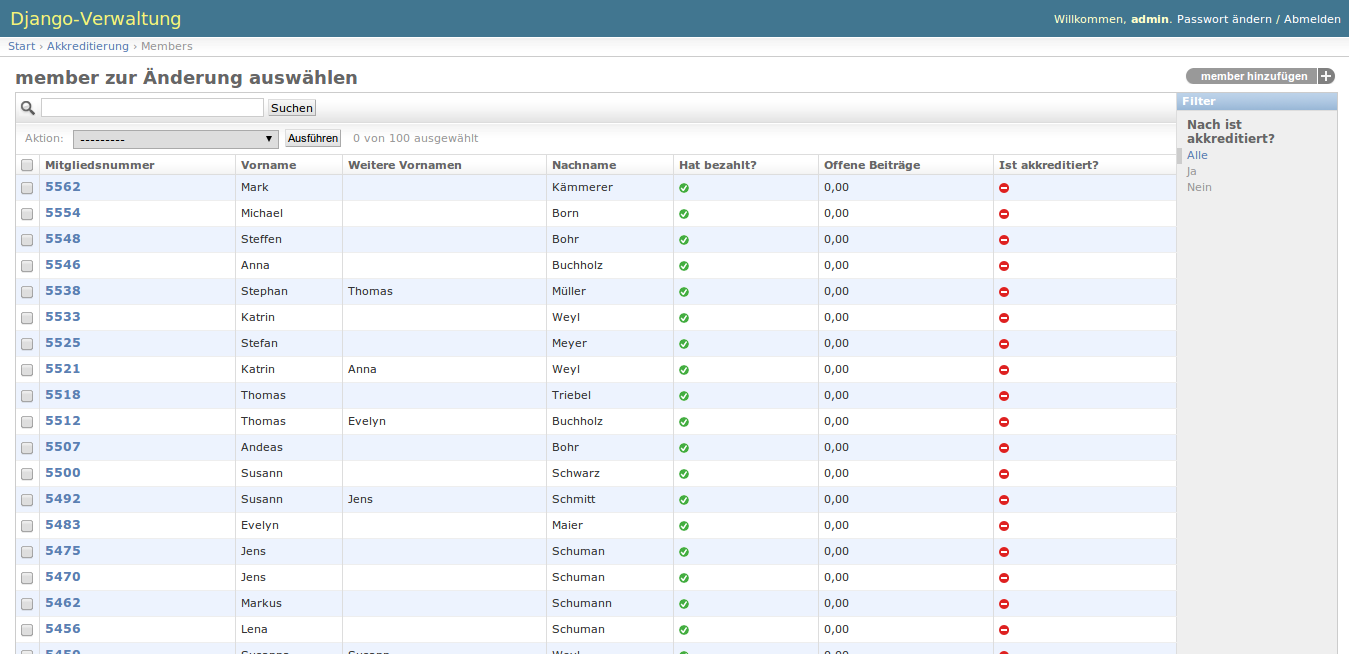 Django-Verwaltung
Willkommen, admin. Passwort ändern / Abmelden
Start › Akkreditierung › Members
member zur Änderung auswählen
member hinzufügen +
Suchen
Filter
Aktion: --------- Ausführen 0 von 100 ausgewählt
Nach ist
akkreditiert?
Alle
Ja
Nein
Mitgliedsnummer Vorname Weitere Vornamen Nachname Hat bezahlt? Offene Beiträge Ist akkreditiert?
5562 Mark Kämmerer 0,00
5554 Michael Born 0,00
5548 Steffen Bohr 0,00
5546 Anna Buchholz 0,00
5538 Stephan Thomas Müller 0,00
5533 Katrin Weyl 0,00
5525 Stefan Meyer 0,00
5521 Katrin Anna Weyl 0,00
5518 Thomas Triebel 0,00
5512 Thomas Evelyn Buchholz 0,00
5507 Andeas Bohr 0,00
5500 Susann Schwarz 0,00
5492 Susann Jens Schmitt 0,00
5483 Evelyn Maier 0,00
5475 Jens Schuman 0,00
5470 Jens Schuman 0,00
5462 Markus Schumann 0,00
5456 Lena Schuman 0,00